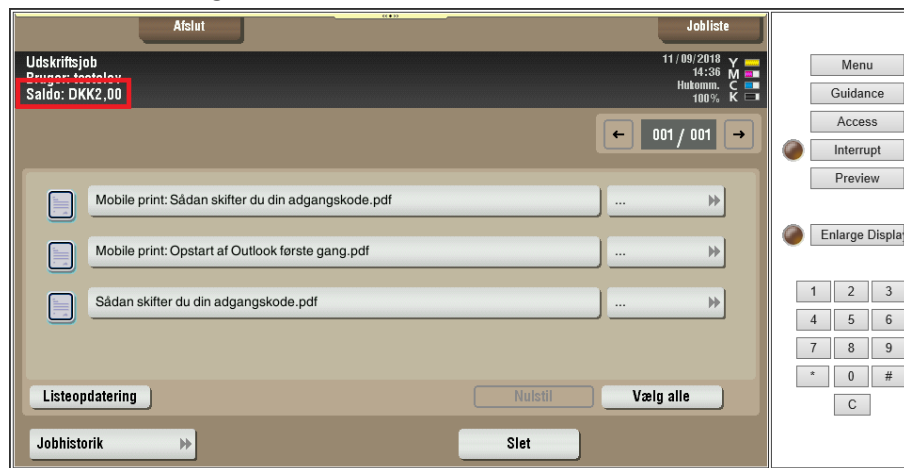 Afslut
Jobliste
Udskriftsjob
Bruger: testelev
Saldo: DKK2,00
11/09/2018
14:36
Hukomm.
100%
Y
M
C
K
← 001 / 001 →
Mobile print: Sådan skifter du din adgangskode.pdf
...
Mobile print: Opstart af Outlook første gang.pdf
...
Sådan skifter du din adgangskode.pdf
...
Listeopdatering
Nulstil
Vælg alle
Jobhistorik
Slet
Menu
Guidance
Access
Interrupt
Preview
Enlarge Display
1 2 3
4 5 6
7 8 9
* 0 #
C